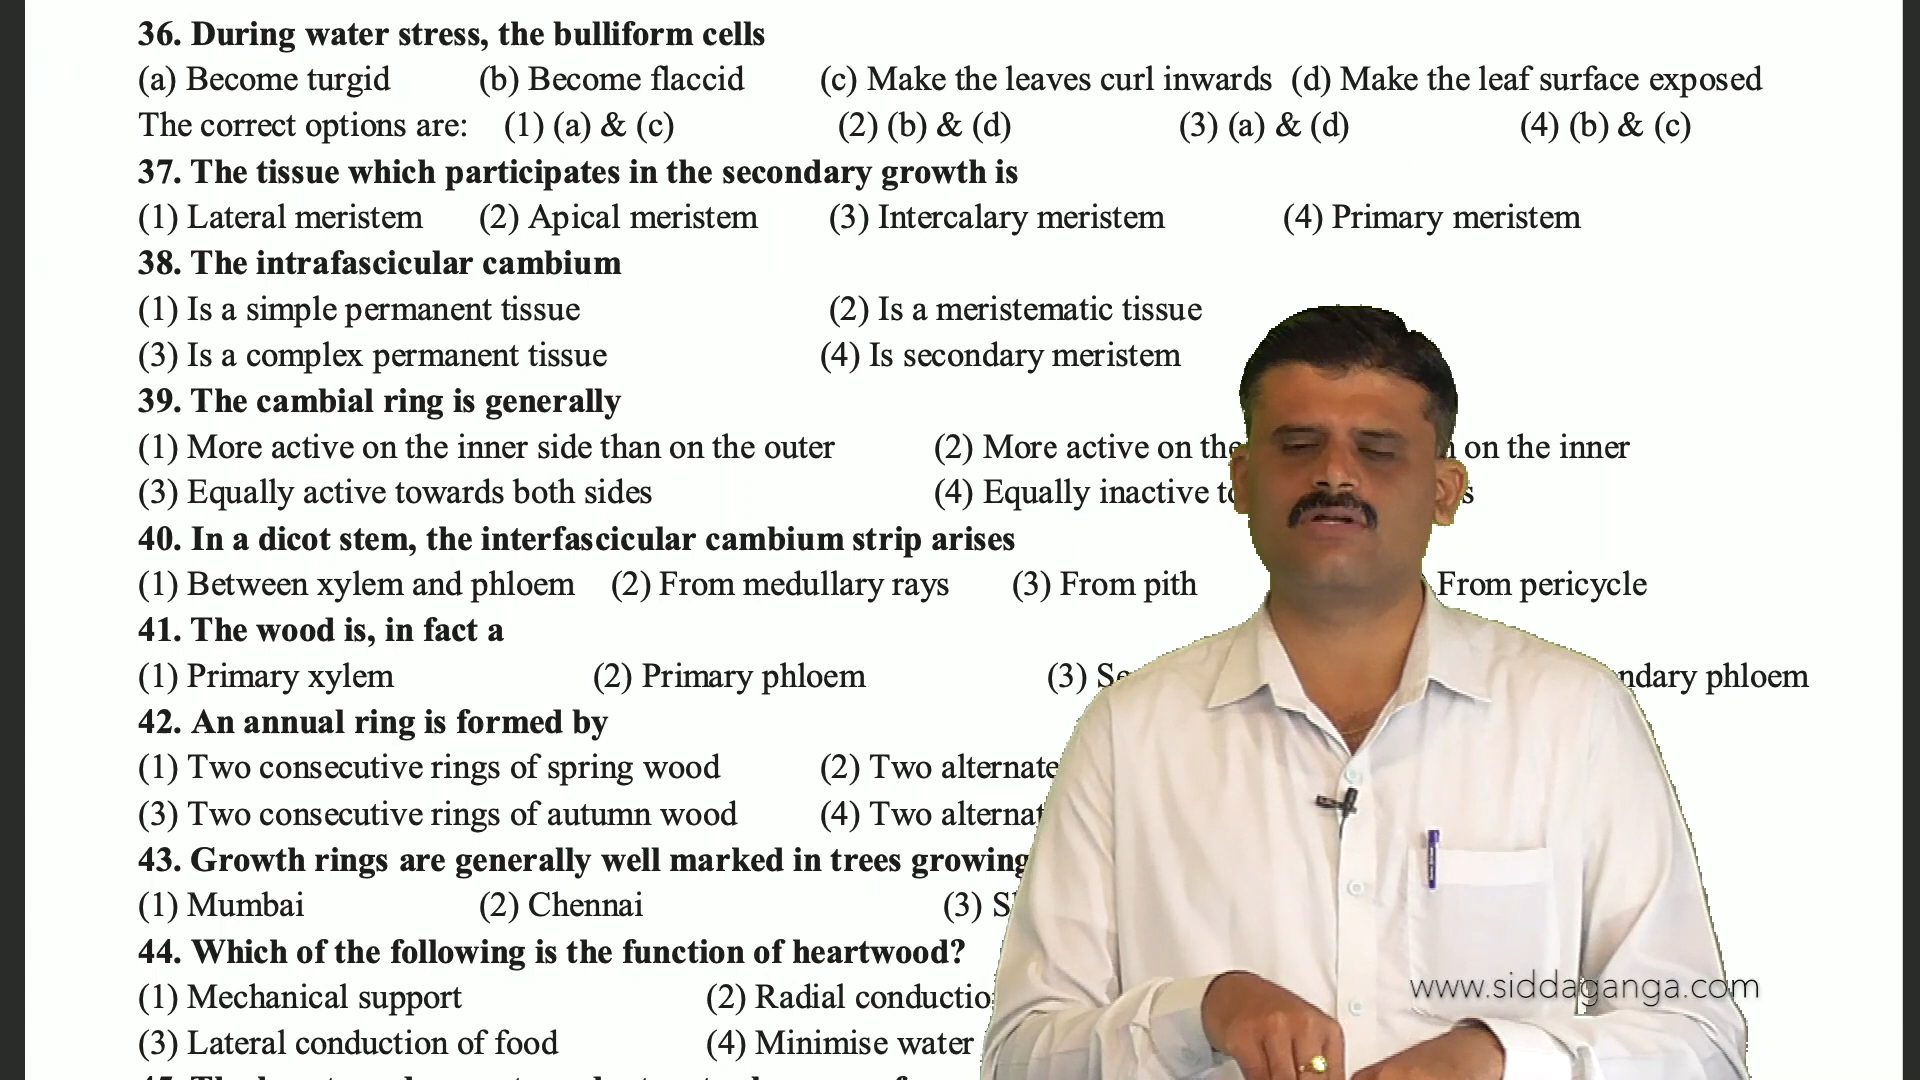 36. During water stress, the bulliform cells
(a) Become turgid (b) Become flaccid (c) Make the leaves curl inwards (d) Make the leaf surface exposed
The correct options are: (1) (a) & (c) (2) (b) & (d) (3) (a) & (d) (4) (b) & (c)
37. The tissue which participates in the secondary growth is
(1) Lateral meristem (2) Apical meristem (3) Intercalary meristem (4) Primary meristem
38. The intrafascicular cambium
(1) Is a simple permanent tissue (2) Is a meristematic tissue
(3) Is a complex permanent tissue (4) Is secondary meristem
39. The cambial ring is generally
(1) More active on the inner side than on the outer (2) More active on the on the inner
(3) Equally active towards both sides (4) Equally inactive
40. In a dicot stem, the interfascicular cambium strip arises
(1) Between xylem and phloem (2) From medullary rays (3) From pith From pericycle
41. The wood is, in fact a
(1) Primary xylem (2) Primary phloem (3) phloem
42. An annual ring is formed by
(1) Two consecutive rings of spring wood (2) Two alternate
(3) Two consecutive rings of autumn wood (4) Two
43. Growth rings are generally well marked in trees growing
(1) Mumbai (2) Chennai (3)
44. Which of the following is the function of heartwood?
(1) Mechanical support (2) Radial
(3) Lateral conduction of food (4) Minimise water
www.siddaganga.com